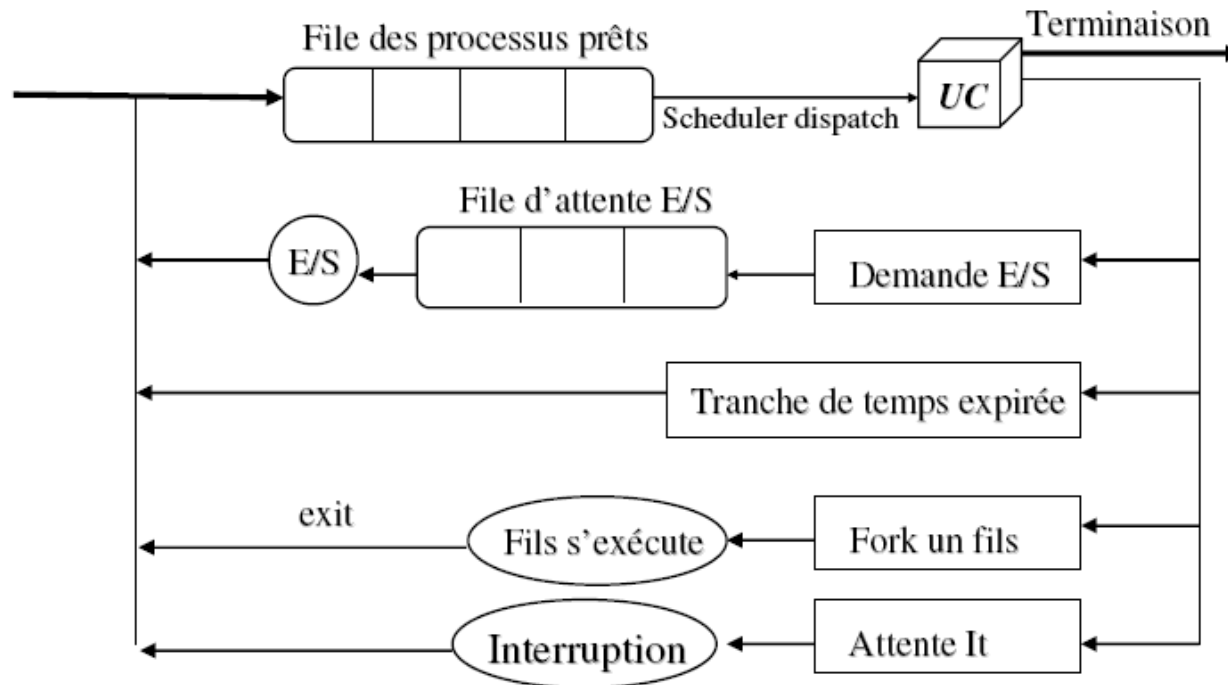 Terminaison
File des processus prêts
UC
Scheduler dispatch
File d'attente E/S
E/S
Demande E/S
Tranche de temps expirée
exit
Fils s'exécute
Fork un fils
Interruption
Attente It